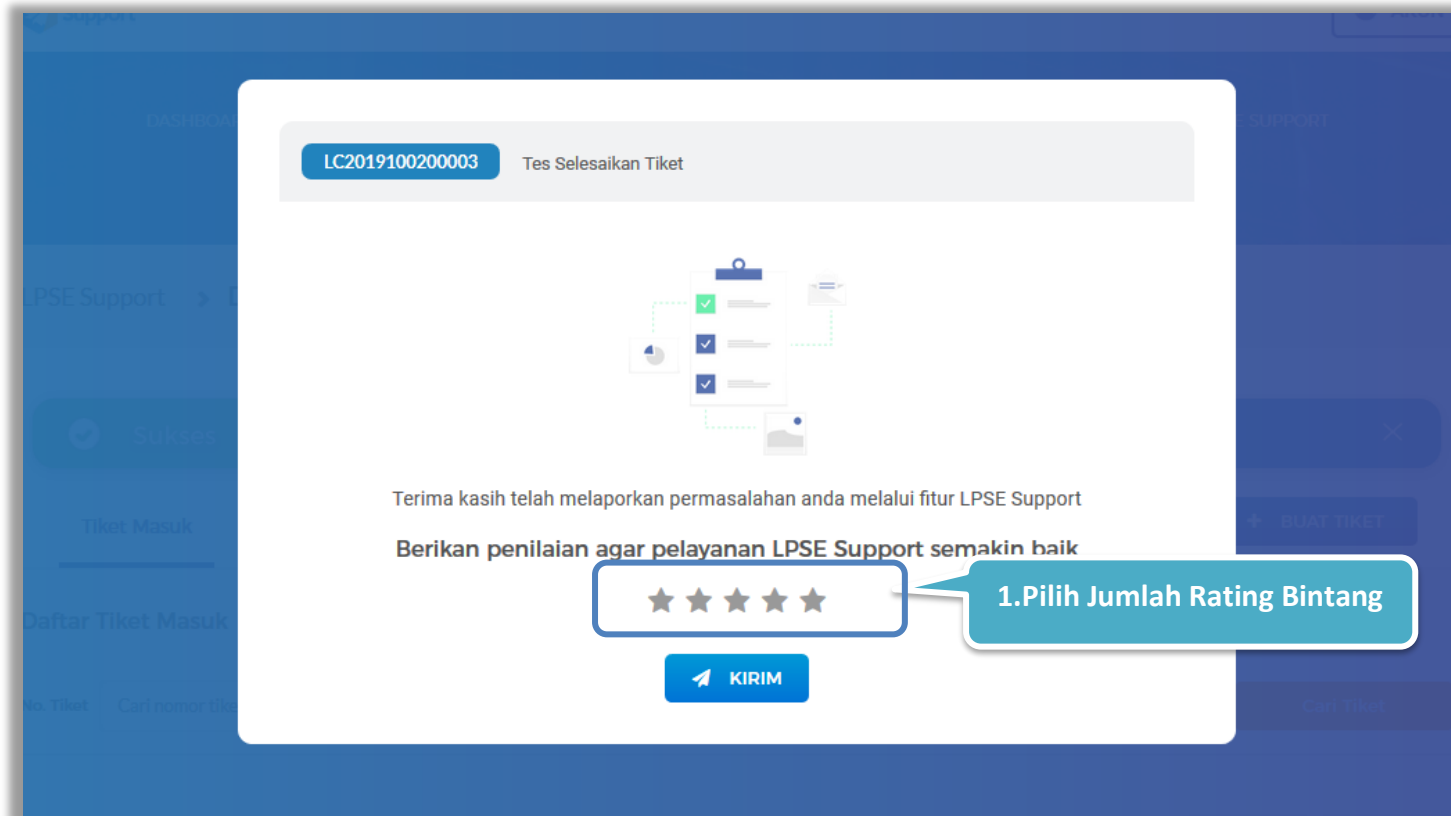 Support
DASHBOA
E SUPPORT
LC2019100200003 Tes Selesaikan Tiket
LPSE Support > D
Sukses
Terima kasih telah melaporkan permasalahan anda melalui fitur LPSE Support
Tiket Masuk
+ BUAT TIKET
Berikan penilaian agar pelayanan LPSE Support semakin baik
1.Pilih Jumlah Rating Bintang
Daftar Tiket Masuk
KIRIM
No. Tiket Cari nomor tike
Cari Tiket